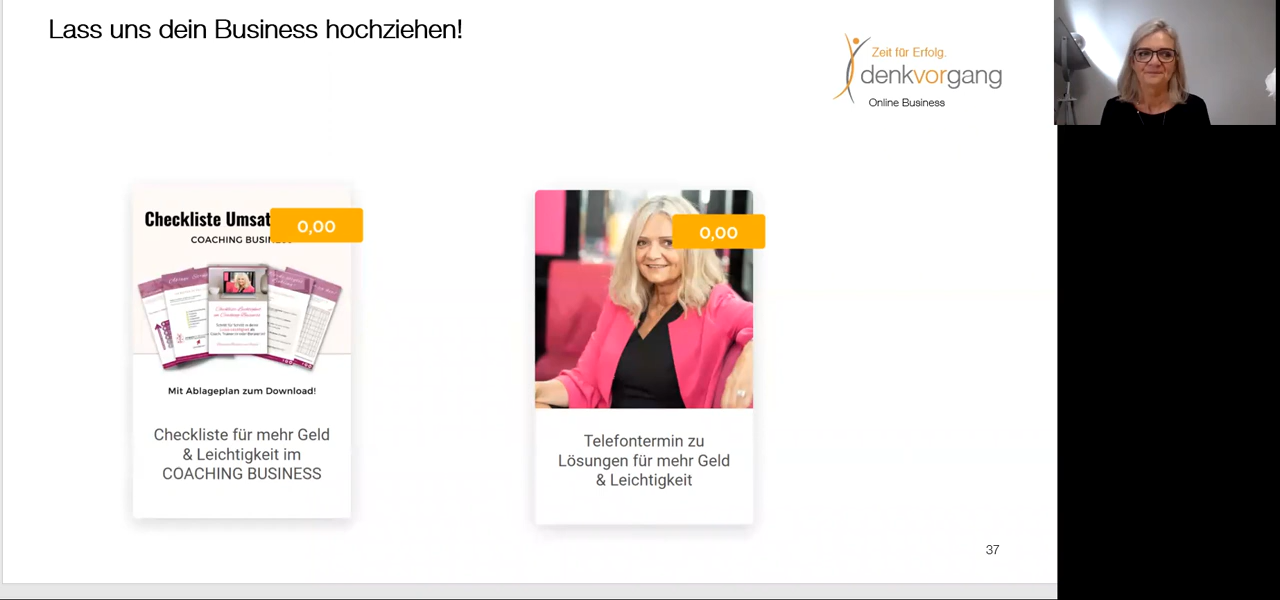 Lass uns dein Business hochziehen!
Zeit für Erfolg.
denkvorgang
Online Business
Checkliste Umsat
0,00
COACHING BUSIN
Mit Ablageplan zum Download!
Checkliste für mehr Geld
& Leichtigkeit im
COACHING BUSINESS
0,00
Telefontermin zu
Lösungen für mehr Geld
& Leichtigkeit
37